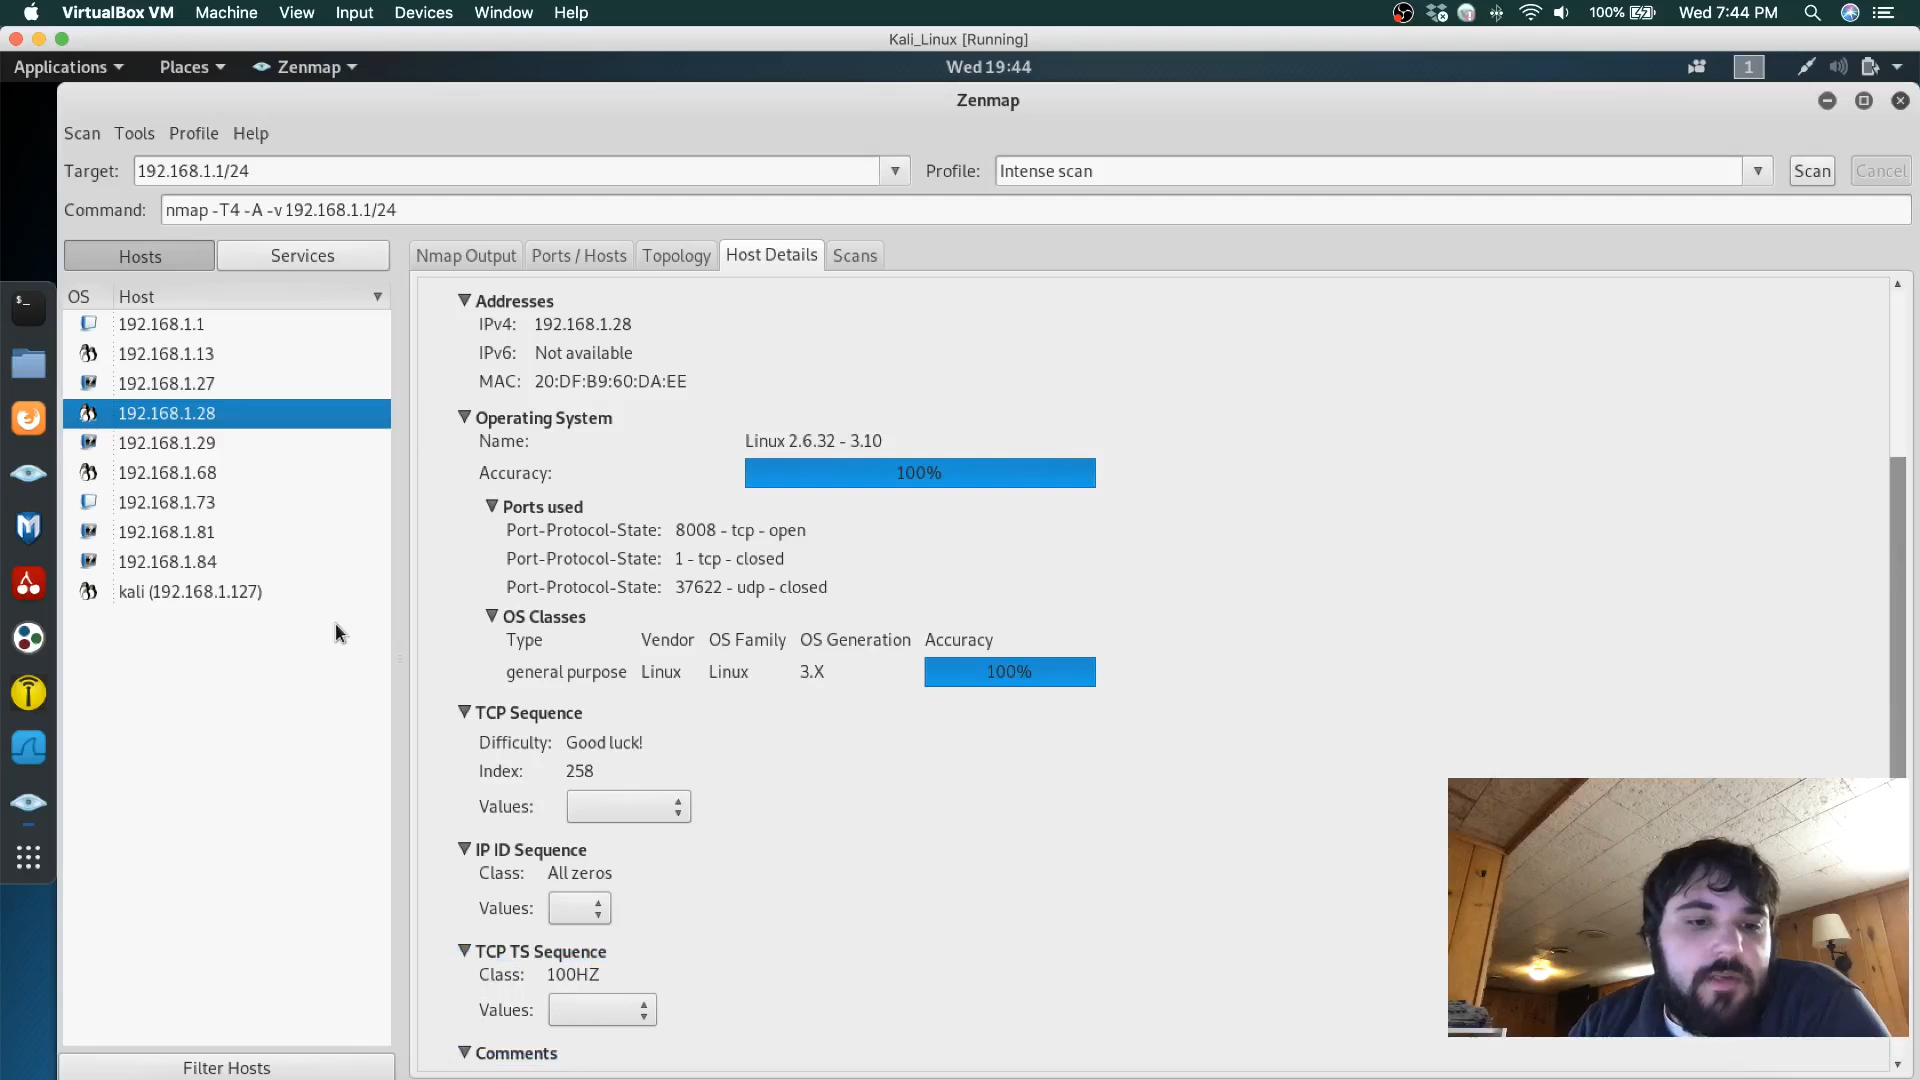 VirtualBox VM Machine View Input Devices Window Help 100% Wed 7:44 PM
Kali_Linux [Running]
Applications Places Zenmap Wed 19:44 1
Zenmap
Scan Tools Profile Help
Target: 192.168.1.1/24 Profile: Intense scan Scan Cancel
Command: nmap -T4 -A -v 192.168.1.1/24
Hosts Services
Nmap Output Ports / Hosts Topology Host Details Scans
OS Host
192.168.1.1
192.168.1.13
192.168.1.27
192.168.1.28
192.168.1.29
192.168.1.68
192.168.1.73
192.168.1.81
192.168.1.84
kali (192.168.1.127)
Filter Hosts
Addresses
IPv4: 192.168.1.28
IPv6: Not available
MAC: 20:DF:B9:60:DA:EE
Operating System
Name: Linux 2.6.32 - 3.10
Accuracy: 100%
Ports used
Port-Protocol-State: 8008 - tcp - open
Port-Protocol-State: 1 - tcp - closed
Port-Protocol-State: 37622 - udp - closed
OS Classes
Type Vendor OS Family OS Generation Accuracy
general purpose Linux Linux 3.X 100%
TCP Sequence
Difficulty: Good luck!
Index: 258
Values:
IP ID Sequence
Class: All zeros
Values:
TCP TS Sequence
Class: 100HZ
Values:
Comments